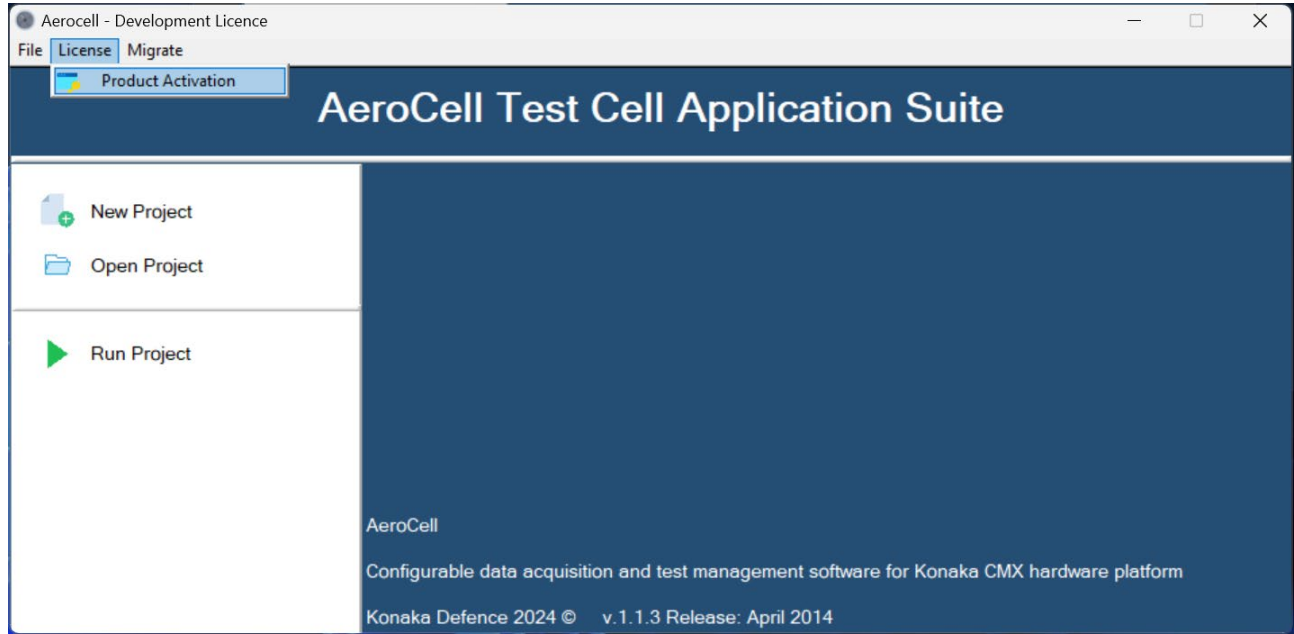 Aerocell - Development Licence
File License Migrate
Product Activation
AeroCell Test Cell Application Suite
New Project
Open Project
Run Project
AeroCell
Configurable data acquisition and test management software for Konaka CMX hardware platform
Konaka Defence 2024 © v.1.1.3 Release: April 2014